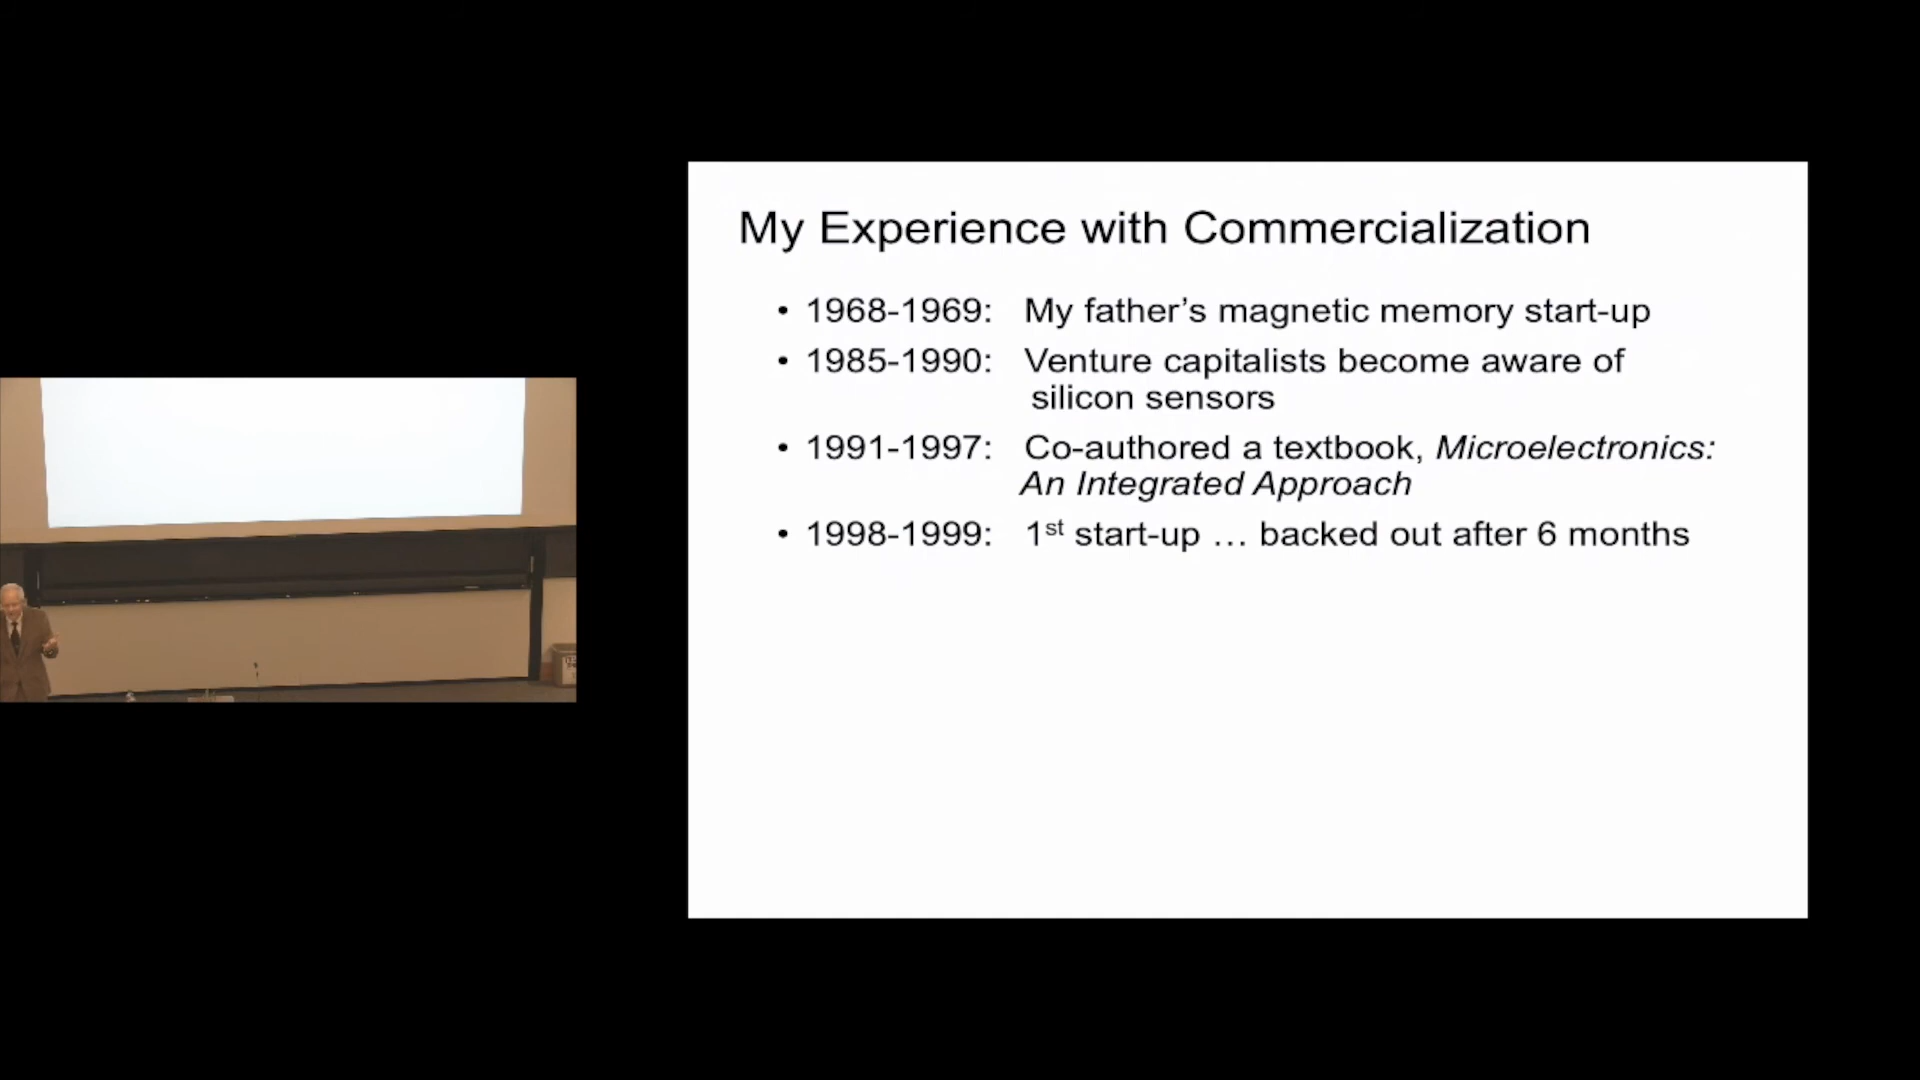 My Experience with Commercialization
• 1968-1969: My father's magnetic memory start-up
• 1985-1990: Venture capitalists become aware of
silicon sensors
• 1991-1997: Co-authored a textbook, Microelectronics:
An Integrated Approach
• 1998-1999: 1st start-up … backed out after 6 months